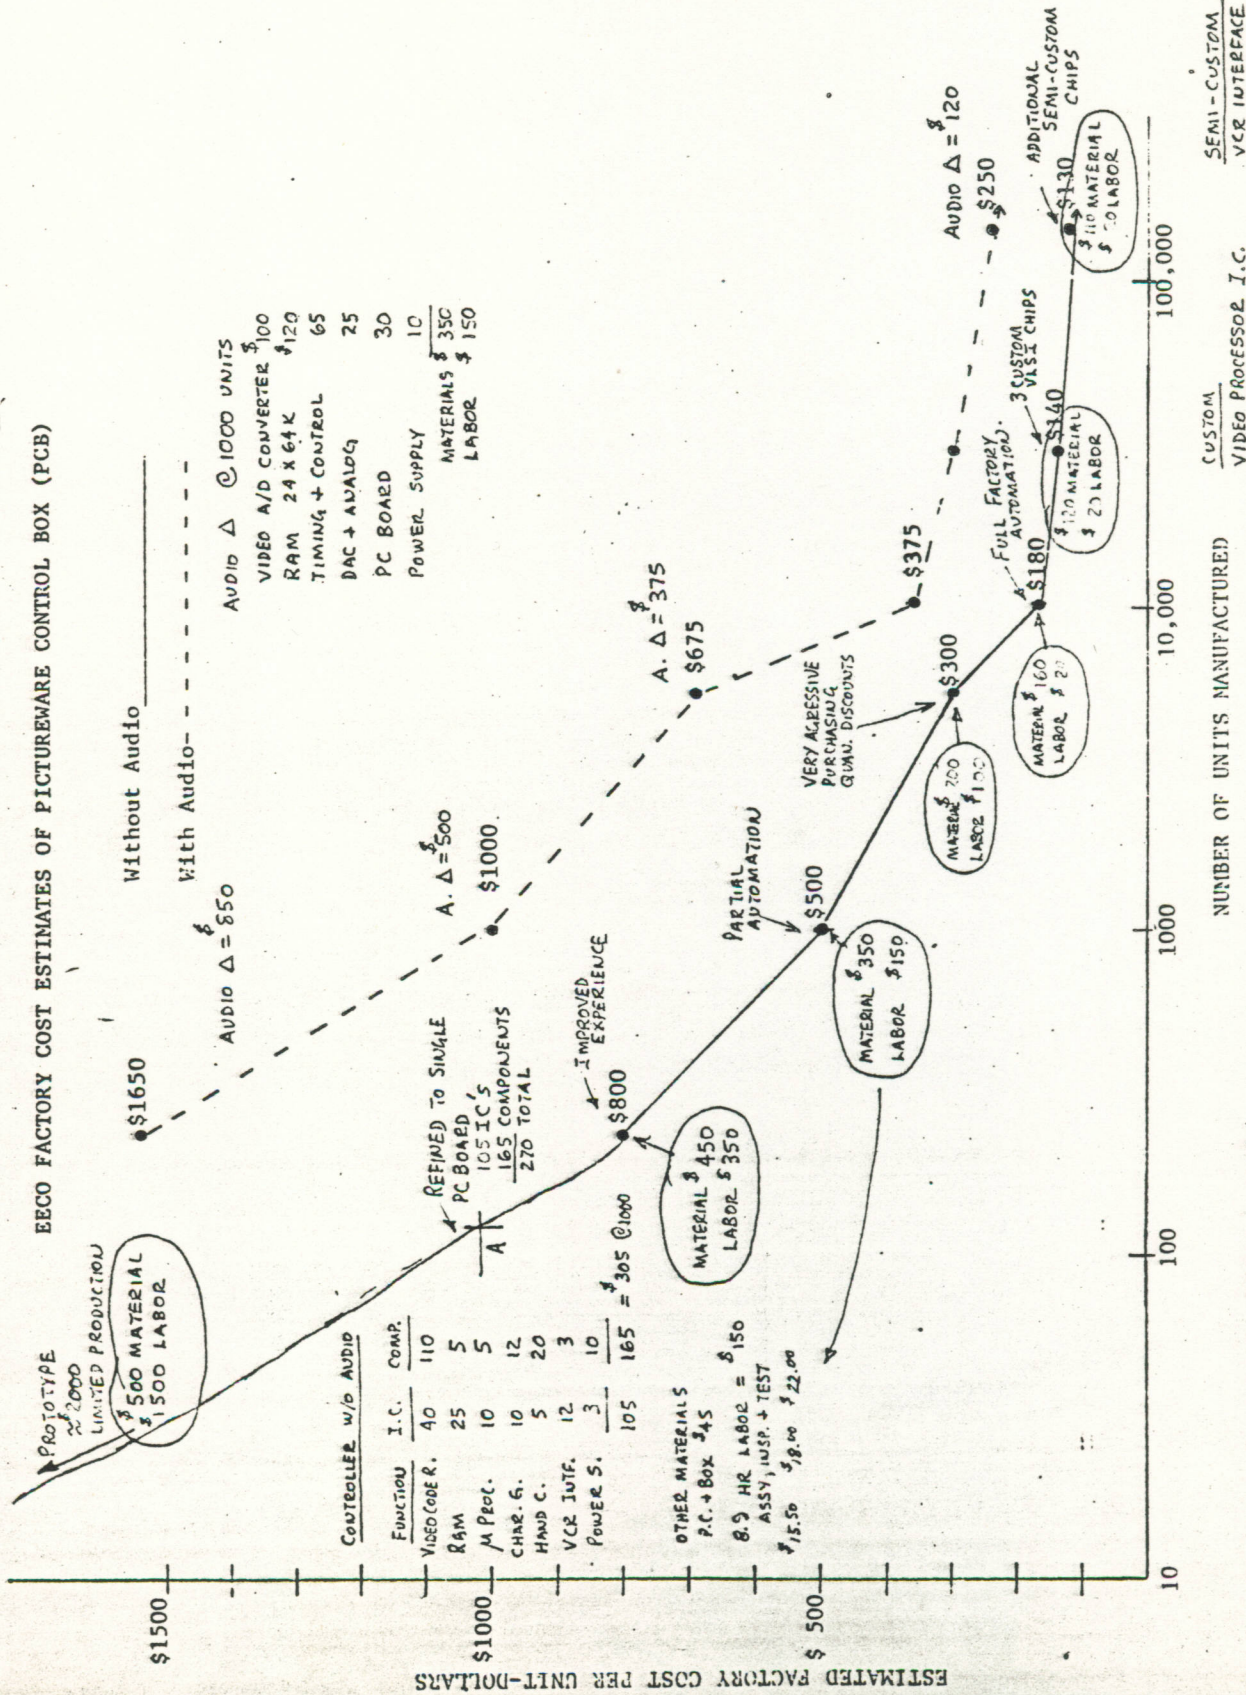 EECO FACTORY COST ESTIMATES OF PICTUREWARE CONTROL BOX (PCB)
Without Audio
With Audio
PROTOTYPE
≈$2000
LIMITED PRODUCTION
$500 MATERIAL
$1500 LABOR
$1650
AUDIO Δ = $850
AUDIO Δ @1000 UNITS
VIDEO A/D CONVERTER $100
RAM 24 X 64K $120
TIMING + CONTROL 65
DAC + ANALOG 25
PC BOARD 30
POWER SUPPLY 10
MATERIALS $350
LABOR $150
REFINED TO SINGLE
PC BOARD
105 IC'S
165 COMPONENTS
270 TOTAL
A
A. Δ = $500
$1000
A. Δ = $375
$675
$375
AUDIO Δ = $120
$250
IMPROVED
EXPERIENCE
$800
MATERIAL $450
LABOR $350
PARTIAL
AUTOMATION
$500
MATERIAL $350
LABOR $150
VERY AGRESSIVE
PURCHASING
QUAN. DISCOUNTS
$300
MATERIAL $200
LABOR $100
FULL FACTORY
AUTOMATION.
$180
MATERIAL $160
LABOR $20
3 CUSTOM
VLSI CHIPS
$140
$120 MATERIAL
$20 LABOR
ADDITIONAL
SEMI-CUSTOM
CHIPS
$130
$110 MATERIAL
LABOR
CONTROLLER W/O AUDIO
FUNCTION I.C. COMP.
VIDEO CODER. 40 110
RAM 25 5
M PROC. 10 5
CHAR. G. 10 12
HAND C. 5 20
VCR INTF. 12 3
POWER S. 3 10
105 165 = $305 @1000
OTHER MATERIALS
P.C. + BOX $45
8.9 HR LABOR = $150
ASSY, INSP. + TEST
$15.50 $18.00 $22.00
ESTIMATED FACTORY COST PER UNIT-DOLLARS
$1500
$1000
$ 500
10
100
1000
10,000
100,000
NUMBER OF UNITS MANUFACTURED
CUSTOM
VIDEO PROCESSOR I.C.
SEMI-CUSTOM
VCR INTERFACE